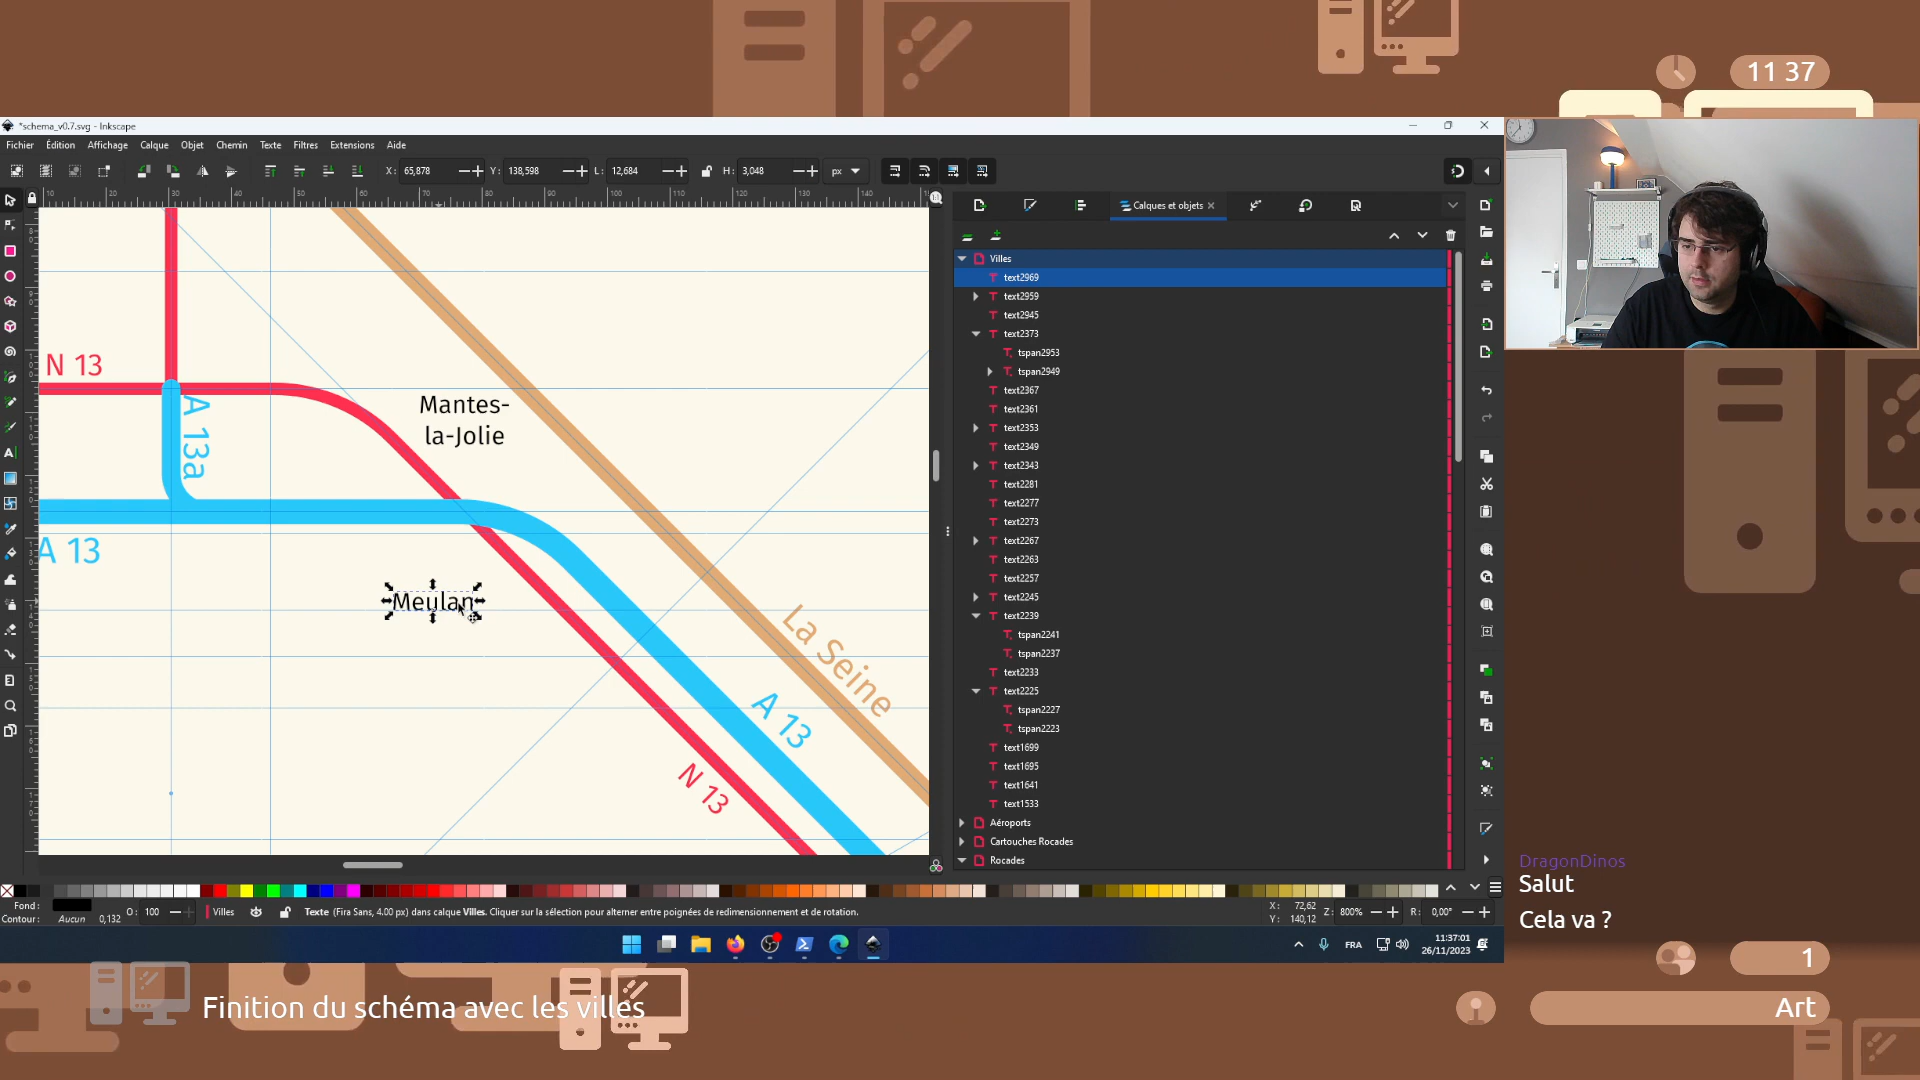 11 37
*schema_v0.7.svg - Inkscape
Fichier Édition Affichage Calque Objet Chemin Texte Filtres Extensions Aide
X: 65,878 Y: 138,598 L: 12,684 H: 3,048 px
Calques et objets
Villes
text2969
text2959
text2945
text2373
tspan2953
tspan2949
text2367
text2361
text2353
text2349
text2343
text2281
text2277
text2273
text2267
text2263
text2257
text2245
text2239
tspan2241
tspan2237
text2233
text2225
tspan2227
tspan2223
text1699
text1695
text1641
text1533
Aéroports
Cartouches Rocades
Rocades
N 13
A 13a
Mantes-
la-Jolie
A 13
Meulan
La Seine
A 13
N 13
Fond :
Contour : Aucun 0,132
O : 100
Villes
Texte (Fira Sans, 4.00 px) dans calque Villes. Cliquer sur la sélection pour alterner entre poignées de redimensionnement et de rotation.
X: 72,62
Y: 140,12
Z: 800%
R: 0,00°
FRA
11:37:01
26/11/2023
DragonDinos
Salut
Cela va ?
1
Finition du schéma avec les villes
Art